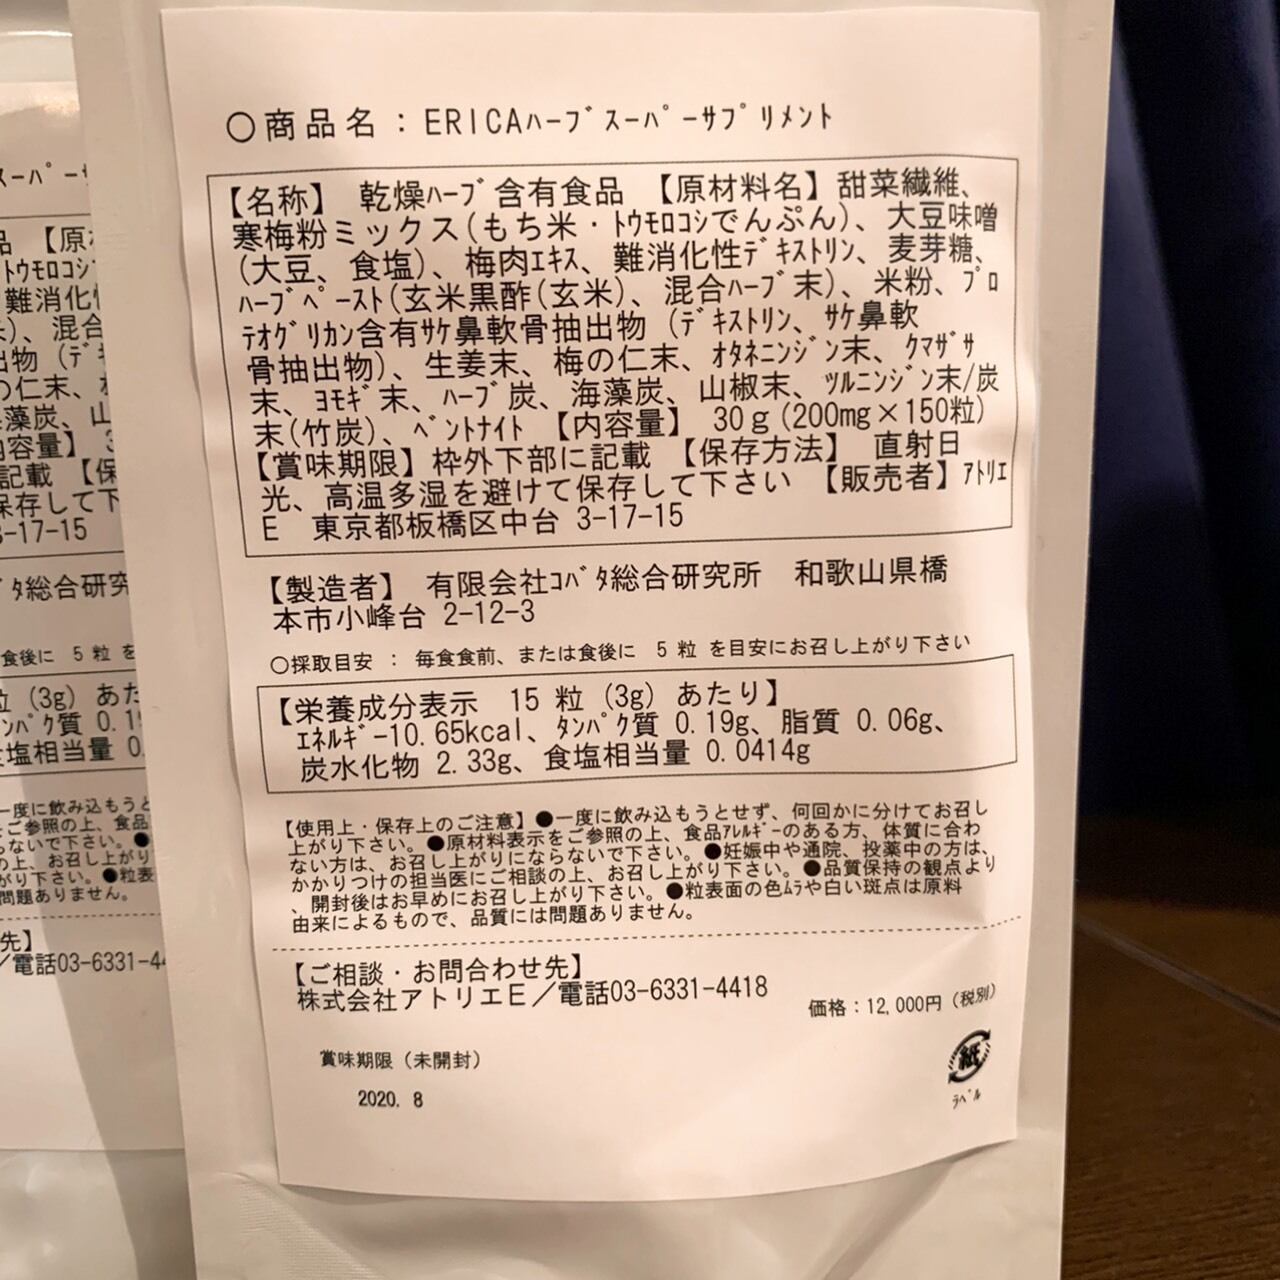 ○商品名：ERICAﾊｰﾌﾞｽｰﾊﾟｰｻﾌﾟﾘﾒﾝﾄ
【名称】 乾燥ﾊｰﾌﾞ含有食品 【原材料名】甜菜繊維、
寒梅粉ミックス(もち米・ﾄｳﾓﾛｺｼでんぷん)、大豆味噌
(大豆、食塩)、梅肉ｴｷｽ、難消化性ﾃﾞｷｽﾄﾘﾝ、麦芽糖、
ﾊｰﾌﾞﾍﾟｰｽﾄ(玄米黒酢(玄米)、混合ﾊｰﾌﾞ末)、米粉、ﾌﾟﾛ
ﾃｵｸﾞﾘｶﾝ含有ｻｹ鼻軟骨抽出物 (ﾃﾞｷｽﾄﾘﾝ、ｻｹ鼻軟
骨抽出物)、生姜末、梅の仁末、ｵﾀﾈﾆﾝｼﾞﾝ末、ｸﾏｻﾞｻ
末、ﾖﾓｷﾞ末、ﾊｰﾌﾞ炭、海藻炭、山椒末、ﾂﾙﾆﾝｼﾞﾝ末/炭
末(竹炭)、ﾍﾞﾝﾄﾅｲﾄ 【内容量】 30ｇ(200mg×150粒)
【賞味期限】枠外下部に記載 【保存方法】 直射日
光、高温多湿を避けて保存して下さい 【販売者】ｱﾄﾘｴ
E 東京都板橋区中台 3-17-15
【製造者】 有限会社ｺﾊﾞﾀ総合研究所 和歌山県橋
本市小峰台 2-12-3
○採取目安 ： 毎食食前、または食後に 5 粒 を目安にお召し上がり下さい
【栄養成分表示 15 粒 (3g) あたり】
ｴﾈﾙｷﾞｰ10.65kcal、ﾀﾝﾊﾟｸ質 0.19g、脂質 0.06g、
炭水化物 2.33g、食塩相当量 0.0414g
【使用上・保存上のご注意】●一度に飲み込もうとせず、何回かに分けてお召し
上がり下さい。●原材料表示をご参照の上、食品ｱﾚﾙｷﾞｰのある方、体質に合わ
ない方は、お召し上がりにならないで下さい。●妊娠中や通院、投薬中の方は、
かかりつけの担当医にご相談の上、お召し上がり下さい。●品質保持の観点より
、開封後はお早めにお召し上がり下さい。●粒表面の色ﾑﾗや白い斑点は原料
由来によるもので、品質には問題ありません。
【ご相談・お問合わせ先】
株式会社アトリエＥ／電話03-6331-4418
価格：12,000円（税別）
賞味期限（未開封）
2020. 8
紙
ﾗﾍﾞﾙ